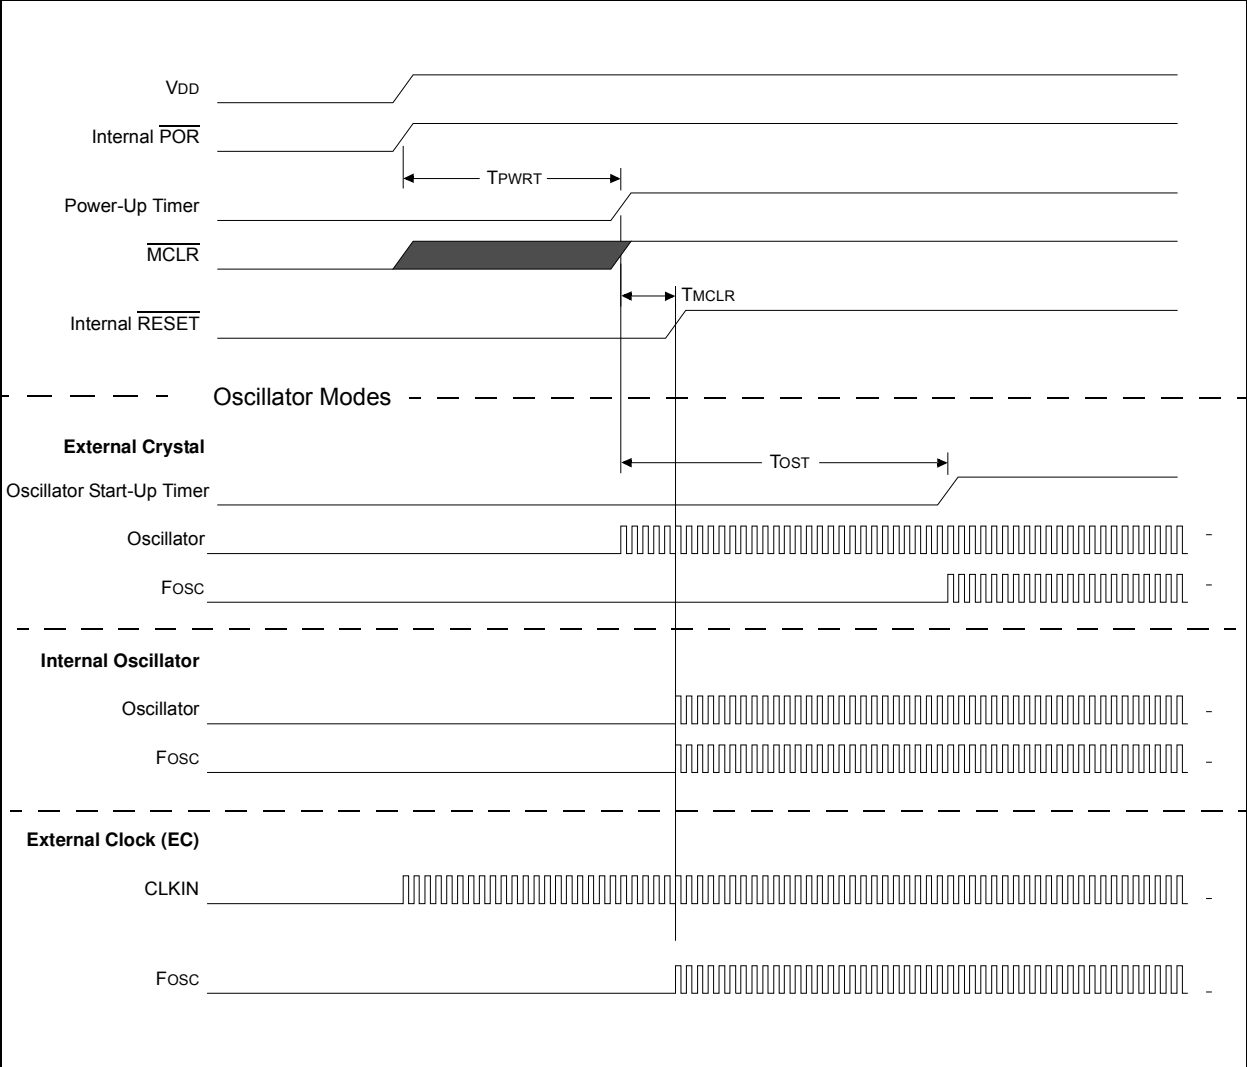 VDD
Internal POR
TPWRT
Power-Up Timer
MCLR
TMCLR
Internal RESET
Oscillator Modes
External Crystal
TOST
Oscillator Start-Up Timer
Oscillator
FOSC
Internal Oscillator
Oscillator
FOSC
External Clock (EC)
CLKIN
FOSC